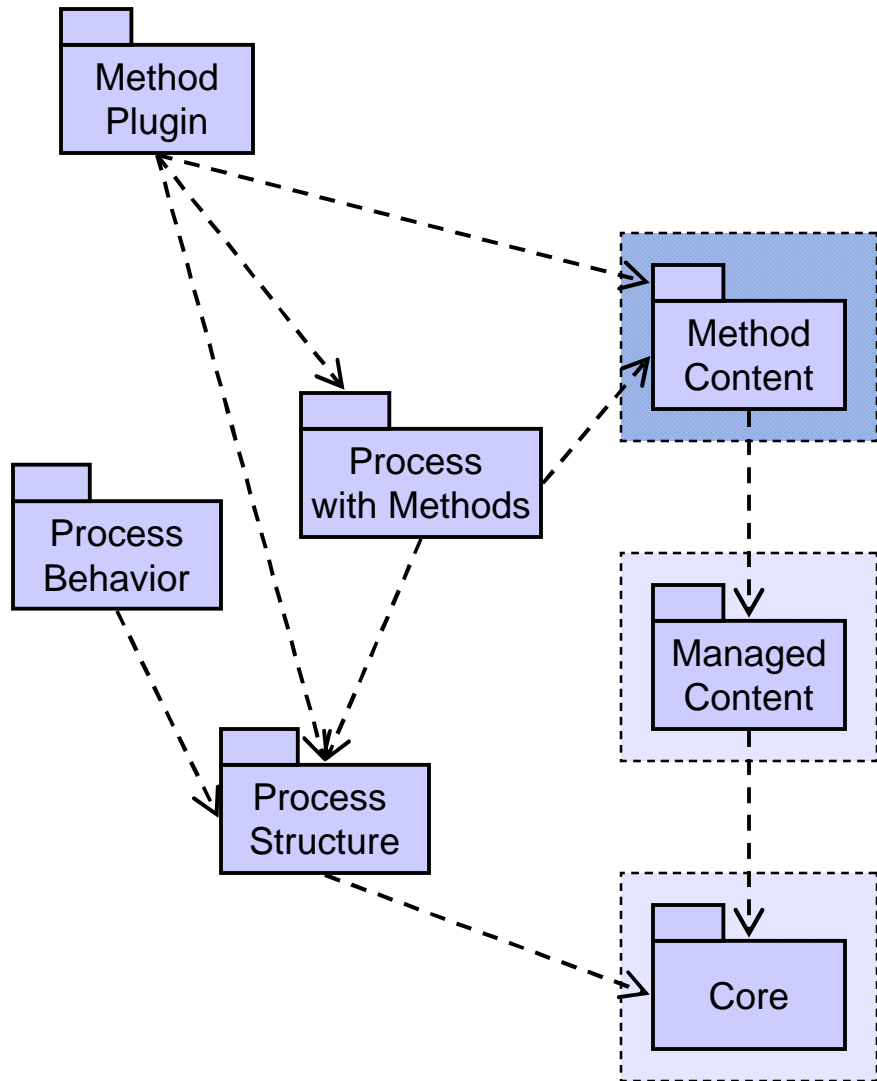 Method
Plugin
Method
Content
Process
with Methods
Process
Behavior
Managed
Content
Process
Structure
Core